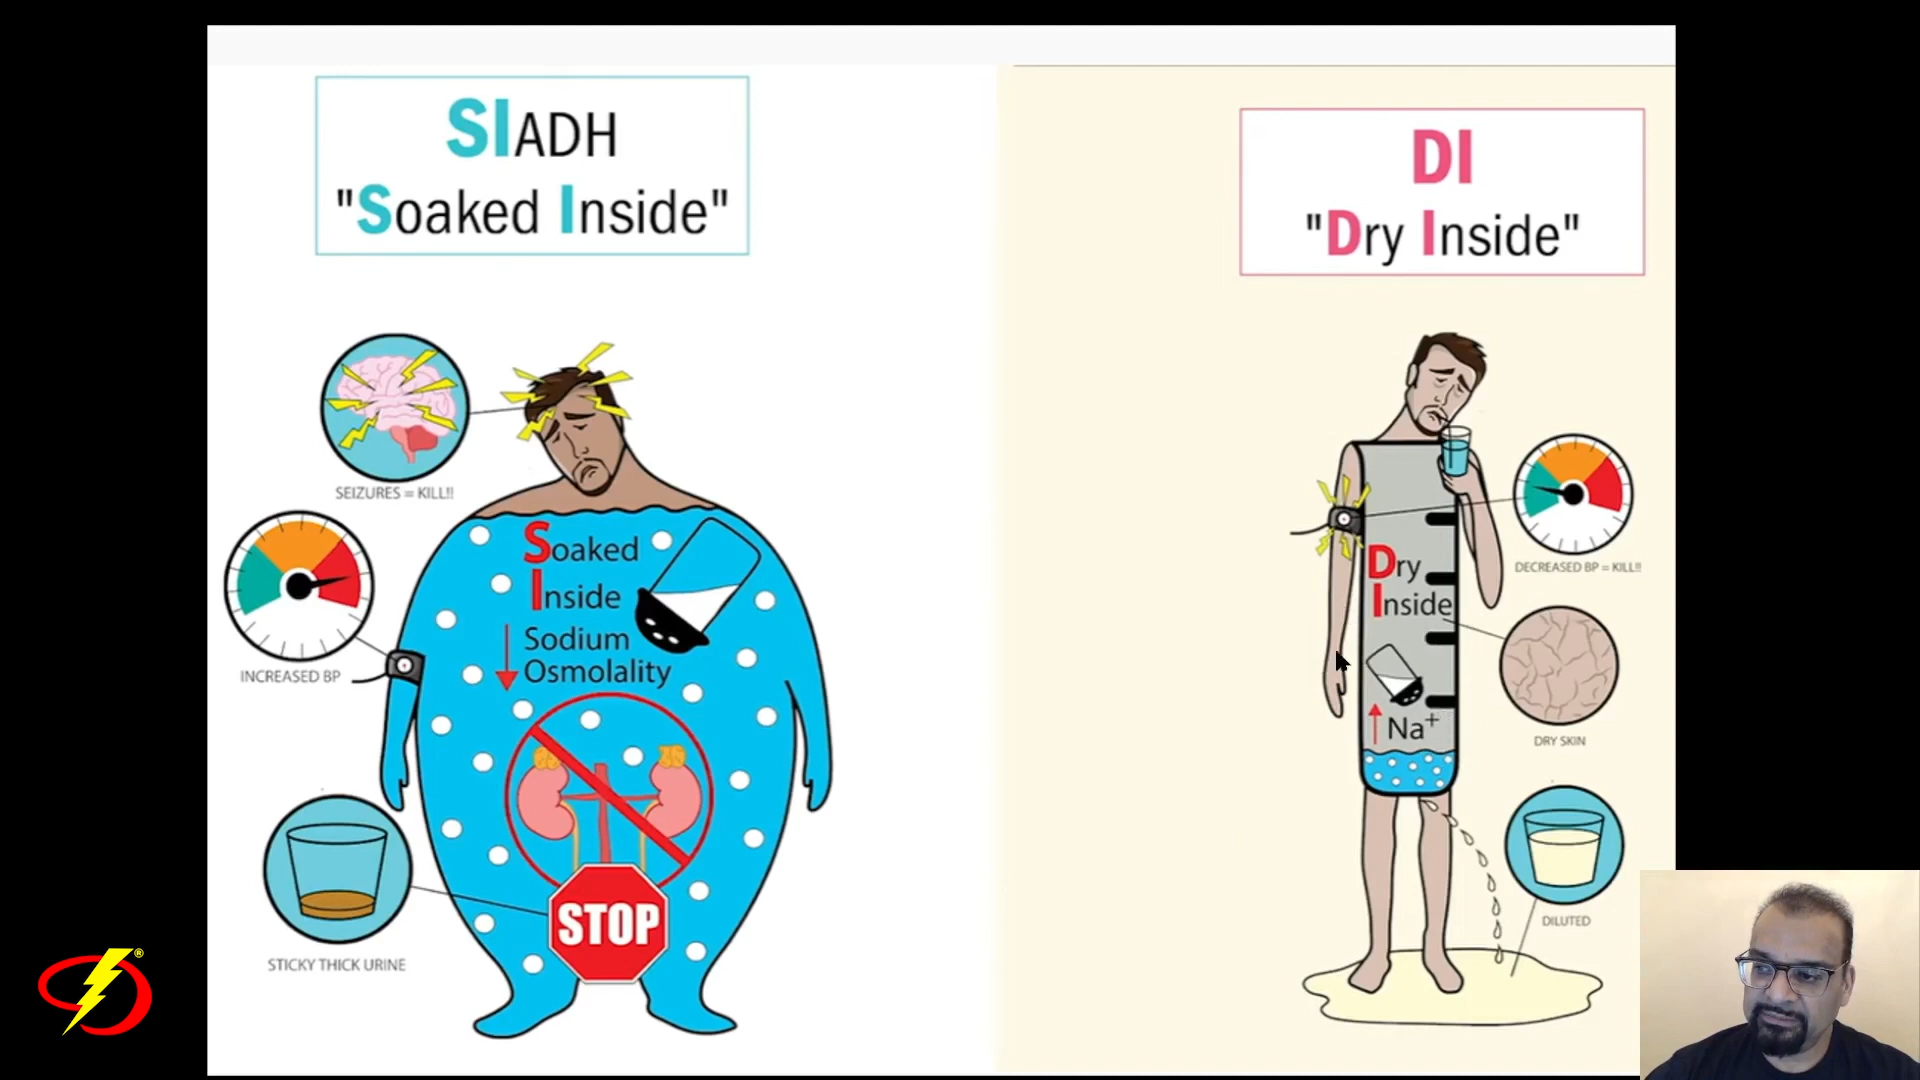 SIADH
"Soaked Inside"
SEIZURES = KILL!!
INCREASED BP
STICKY THICK URINE
Soaked
Inside
Sodium
Osmolality
STOP
DI
"Dry Inside"
DECREASED BP = KILL!!
Dry
Inside
Na+
DRY SKIN
DILUTED
®